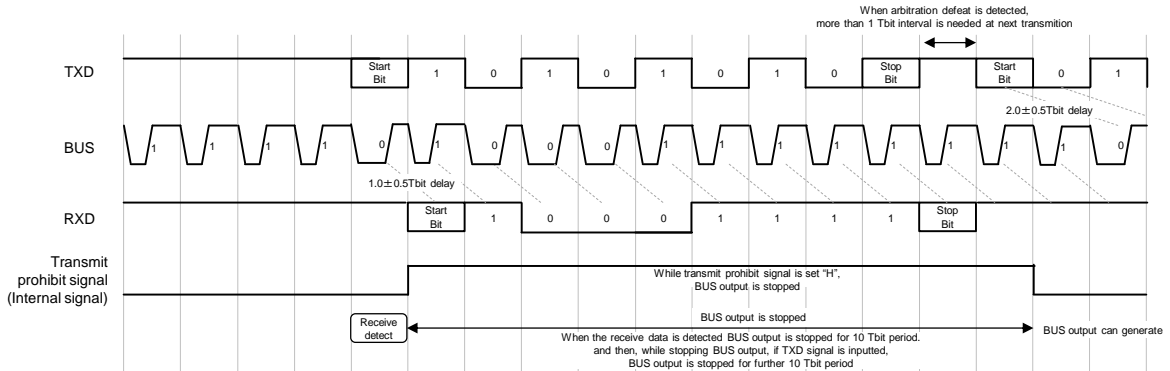 When arbitration defeat is detected,
more than 1 Tbit interval is needed at next transmition
TXD
Start
Bit
1
0
1
0
1
0
1
0
Stop
Bit
Start
Bit
0
1
2.0±0.5Tbit delay
BUS
1
1
1
1
0
1
0
0
0
1
1
1
1
1
1
1
1
0
1.0±0.5Tbit delay
RXD
Start
Bit
1
0
0
0
1
1
1
1
Stop
Bit
Transmit
prohibit signal
(Internal signal)
While transmit prohibit signal is set "H",
BUS output is stopped
Receive
detect
BUS output is stopped
BUS output can generate
When the receive data is detected BUS output is stopped for 10 Tbit period.
and then, while stopping BUS output, if TXD signal is inputted,
BUS output is stopped for further 10 Tbit period